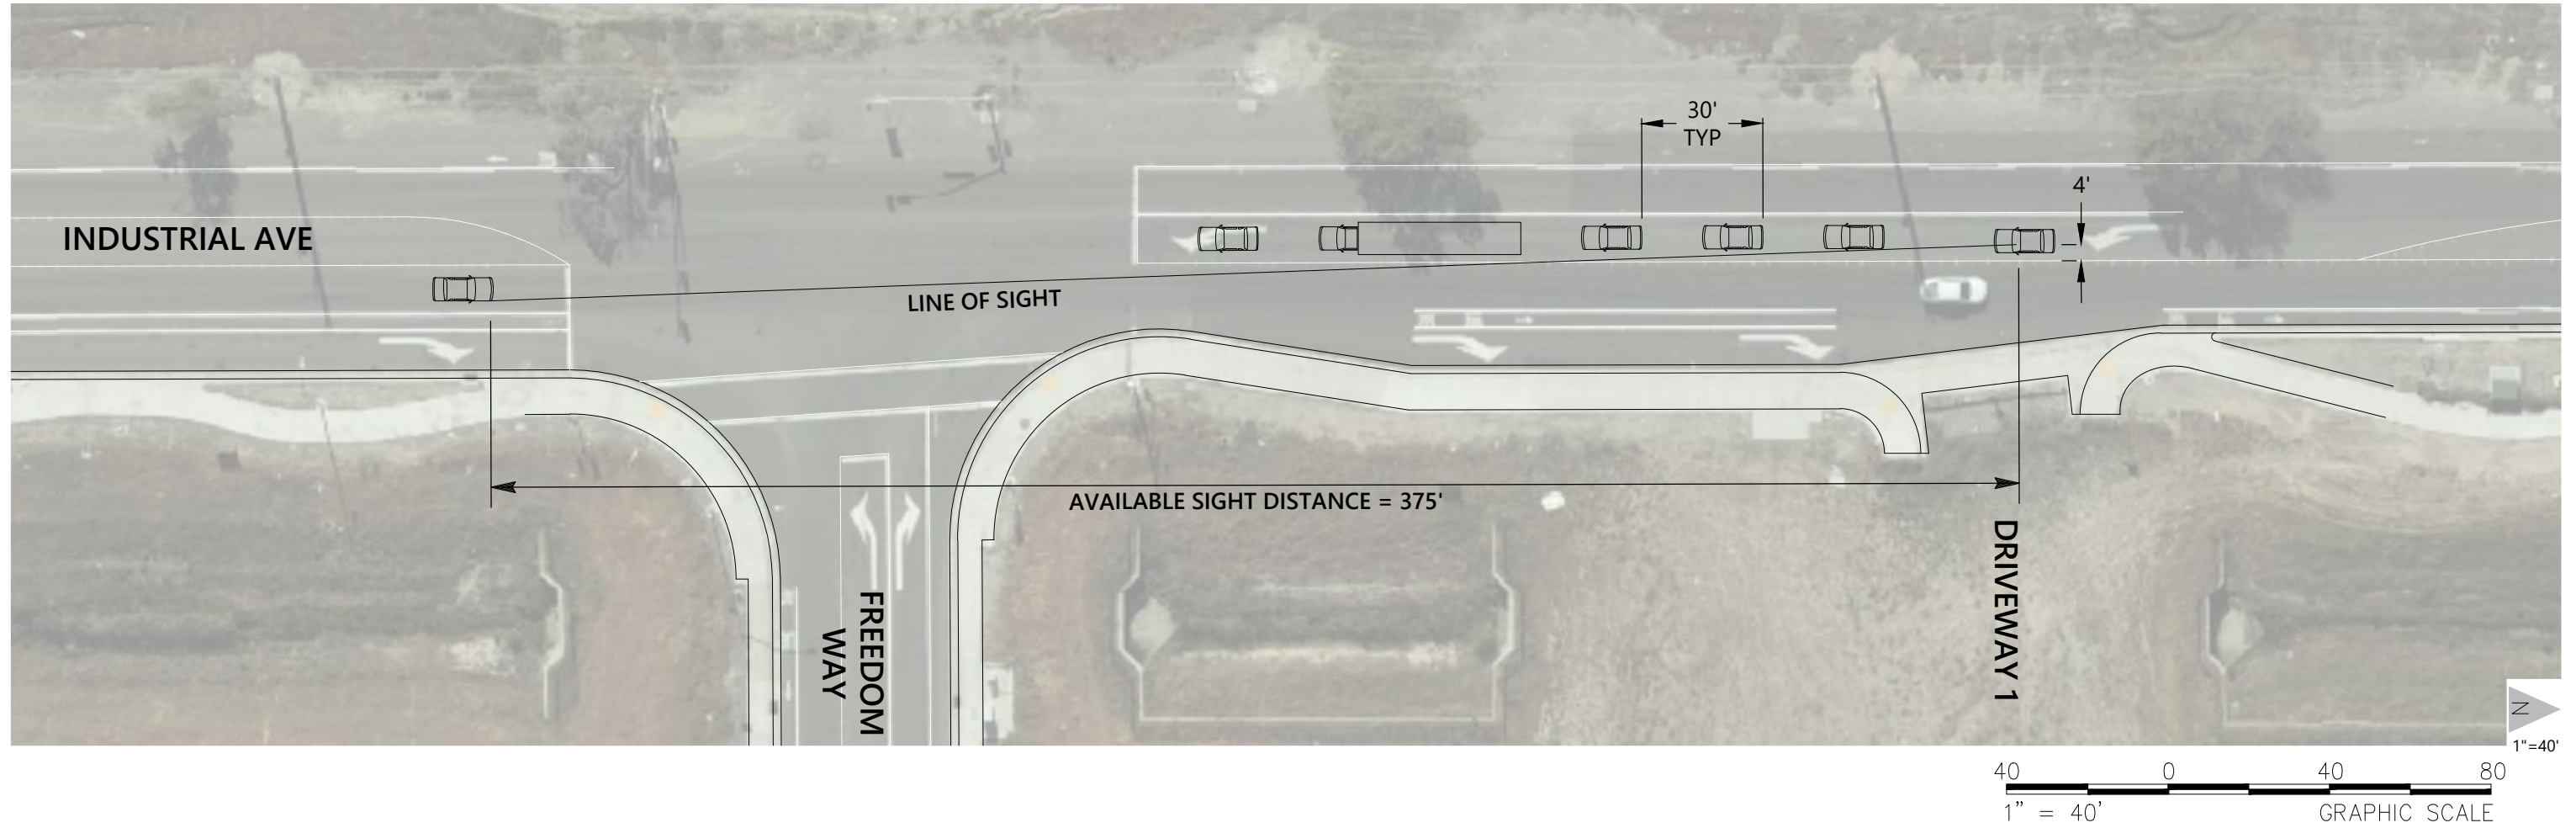 30'
TYP
4'
INDUSTRIAL AVE
LINE OF SIGHT
AVAILABLE SIGHT DISTANCE = 375'
DRIVEWAY 1
FREEDOM
WAY
N
1"=40'
40 0 40 80
1" = 40' GRAPHIC SCALE